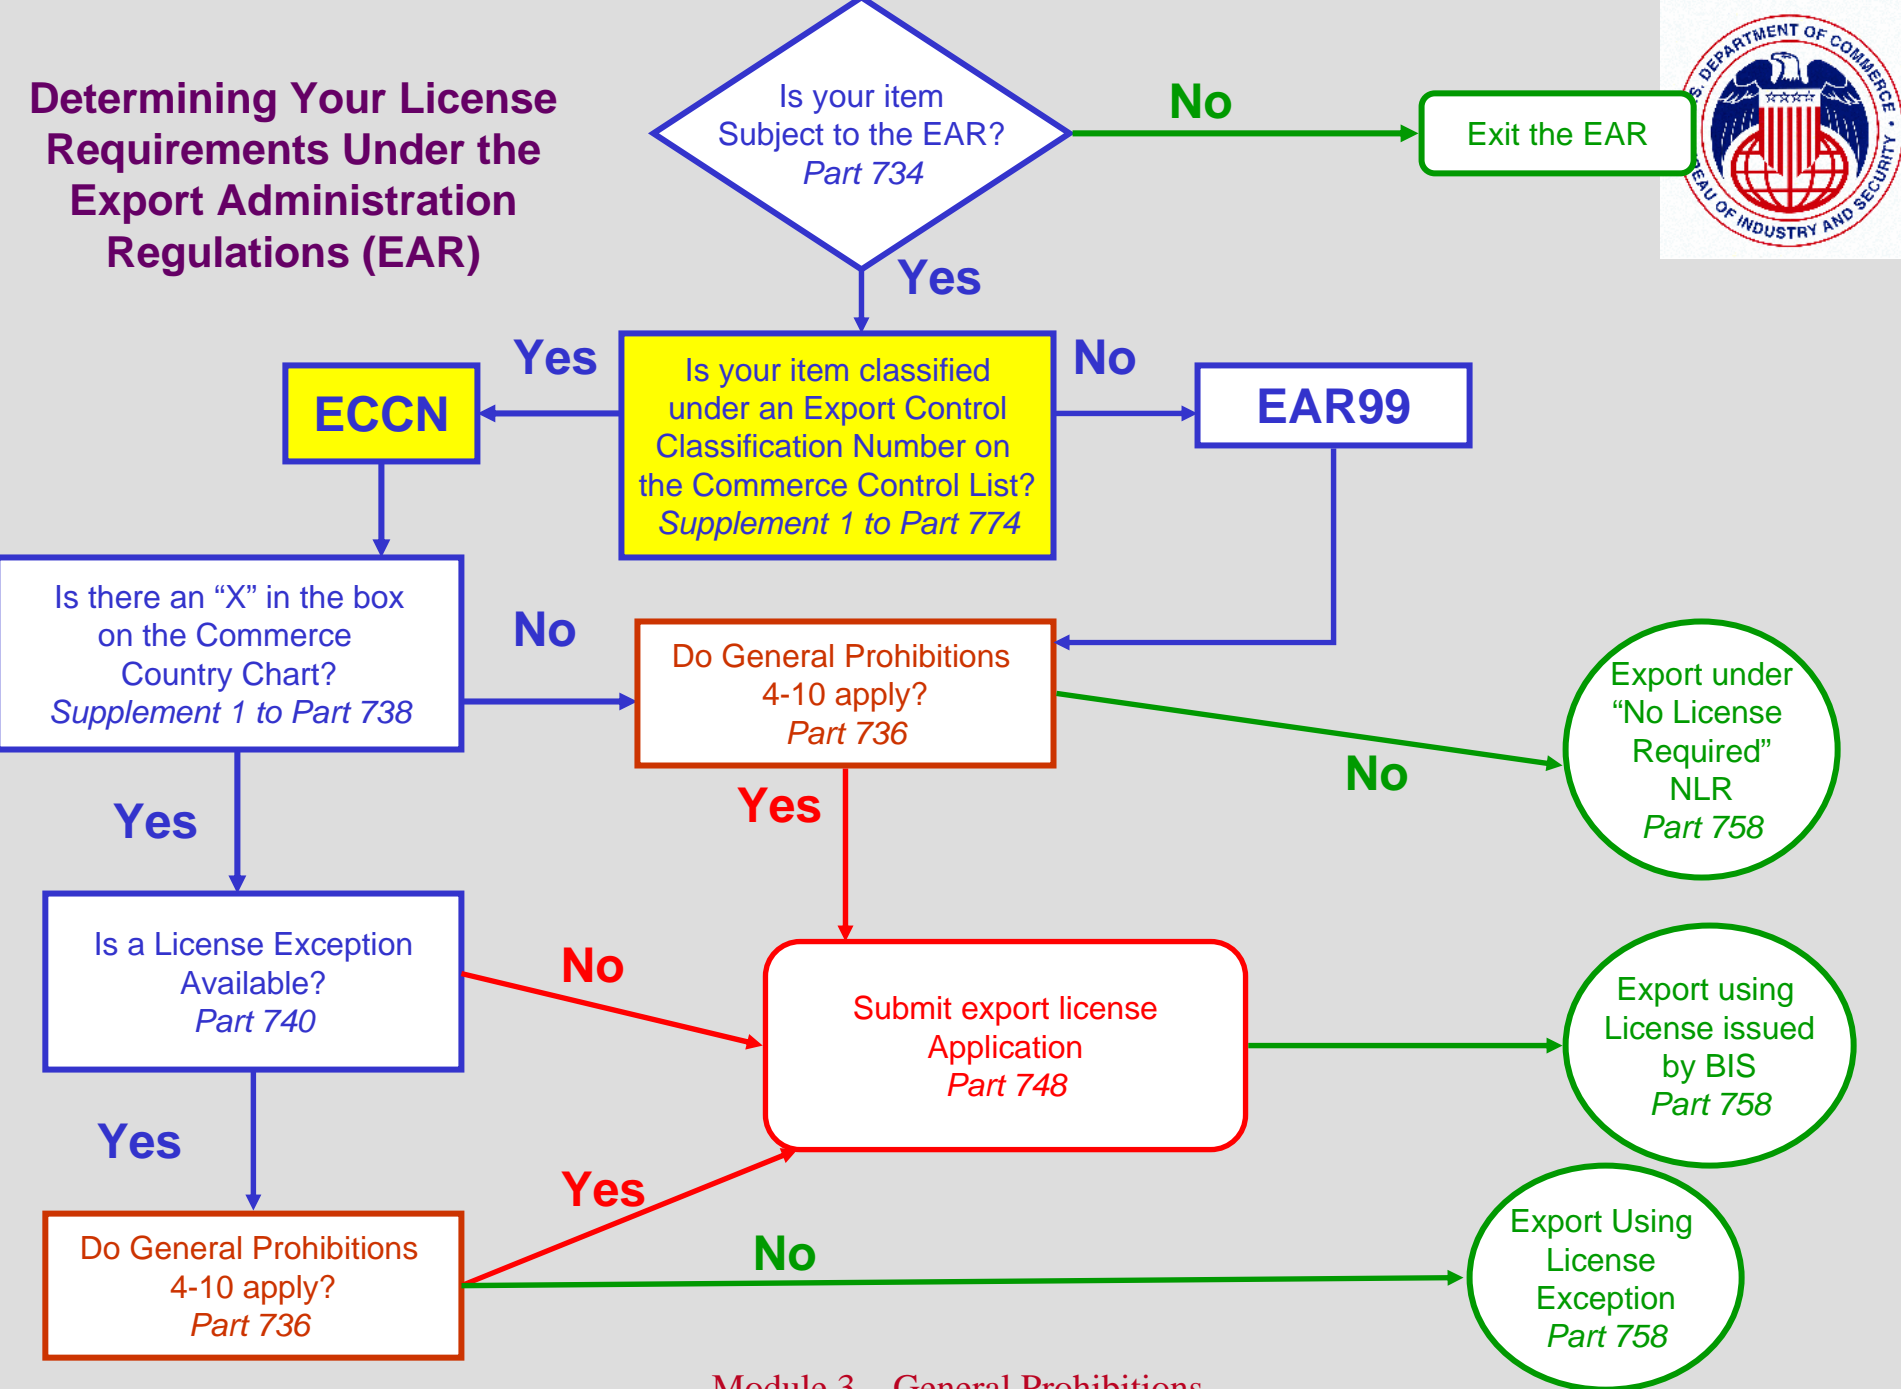 Determining Your License
Requirements Under the
Export Administration
Regulations (EAR)
Is your item
Subject to the EAR?
Part 734
No
Exit the EAR
DEPARTMENT OF COMMERCE
OF INDUSTRY AND SECURITY
Yes
Yes
Is your item classified
under an Export Control
Classification Number on
the Commerce Control List?
Supplement 1 to Part 774
No
ECCN
EAR99
Is there an “X” in the box
on the Commerce
Country Chart?
Supplement 1 to Part 738
No
Do General Prohibitions
4-10 apply?
Part 736
Export under
“No License
Required”
NLR
Part 758
No
Yes
Yes
Is a License Exception
Available?
Part 740
No
Submit export license
Application
Part 748
Export using
License issued
by BIS
Part 758
Yes
Yes
Do General Prohibitions
4-10 apply?
Part 736
No
Export Using
License
Exception
Part 758
Module 3 – General Prohibitions